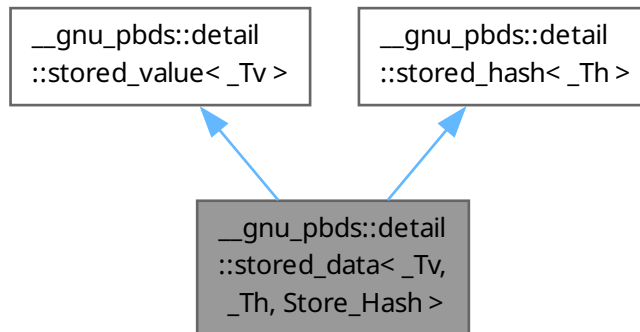 __gnu_pbds::detail
::stored_value< _Tv >
__gnu_pbds::detail
::stored_hash< _Th >
__gnu_pbds::detail
::stored_data< _Tv,
_Th, Store_Hash >